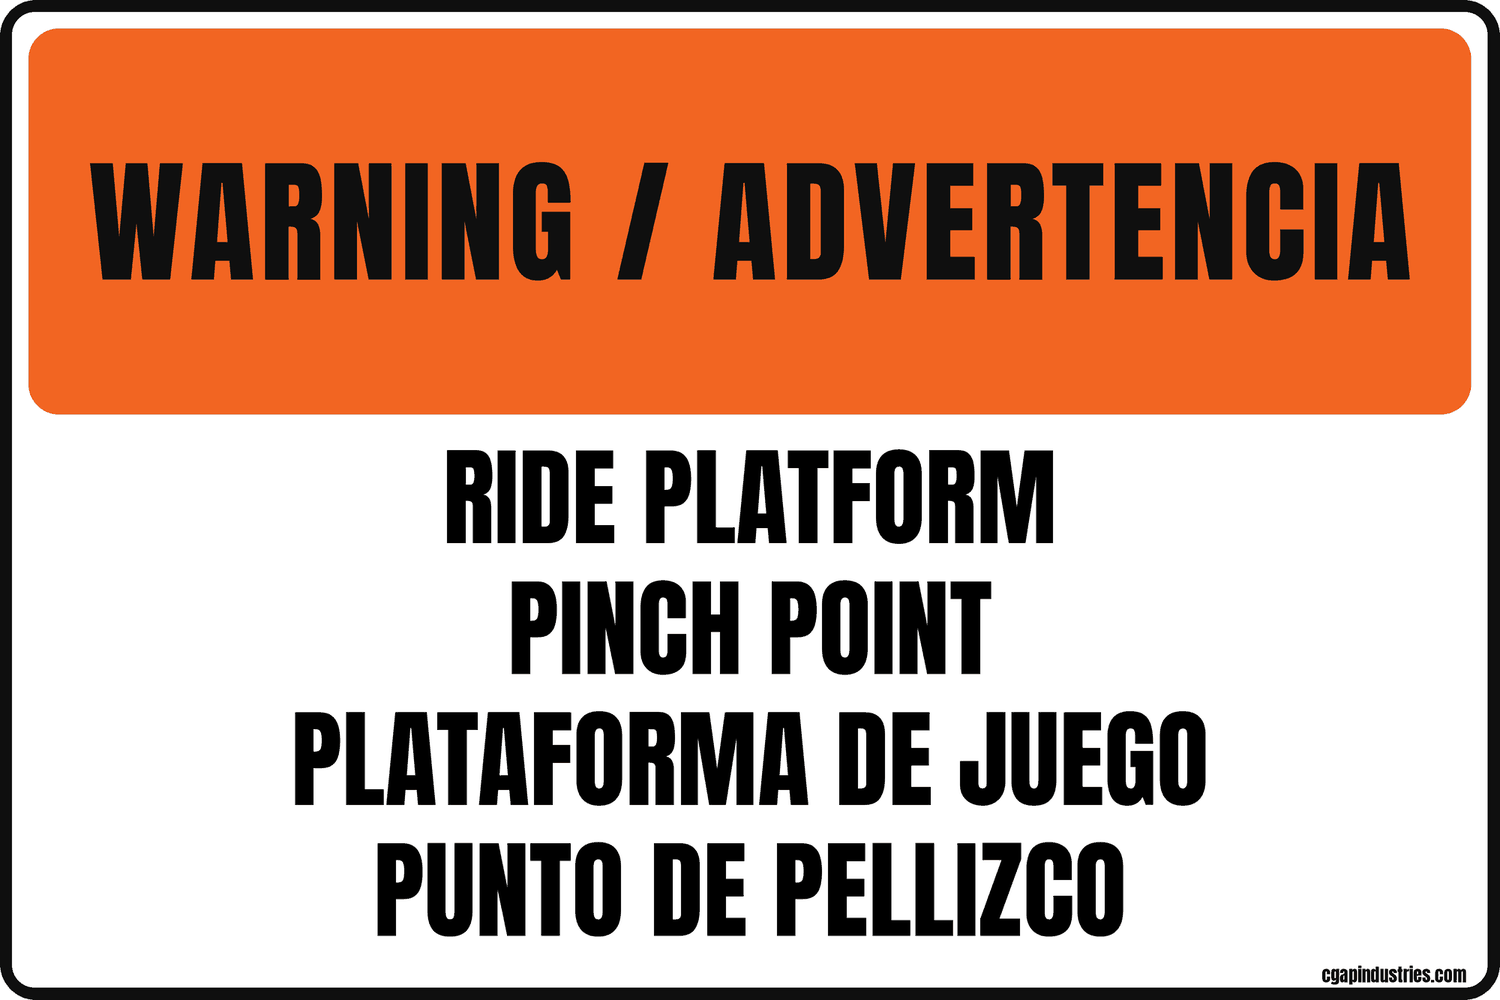 WARNING / ADVERTENCIA
RIDE PLATFORM
PINCH POINT
PLATAFORMA DE JUEGO
PUNTO DE PELLIZCO
cgapindustries.com